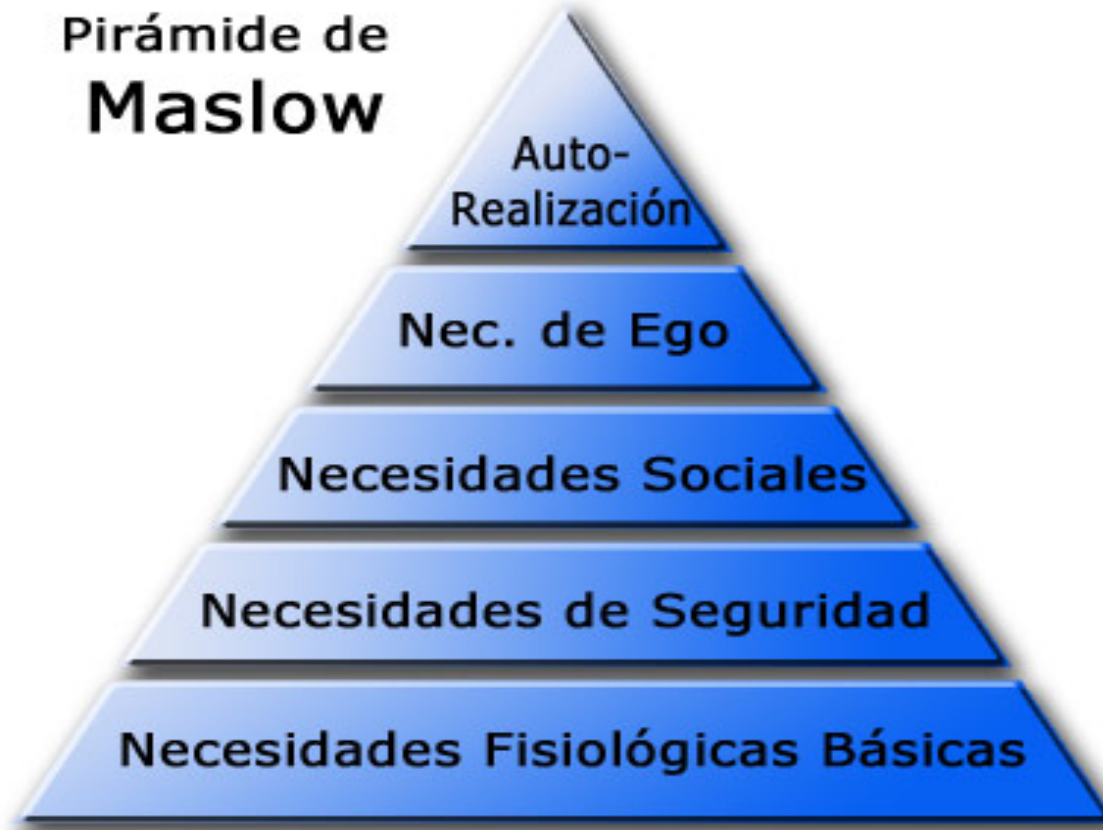 Pirámide de
Maslow
Auto-
Realización
Nec. de Ego
Necesidades Sociales
Necesidades de Seguridad
Necesidades Fisiológicas Básicas